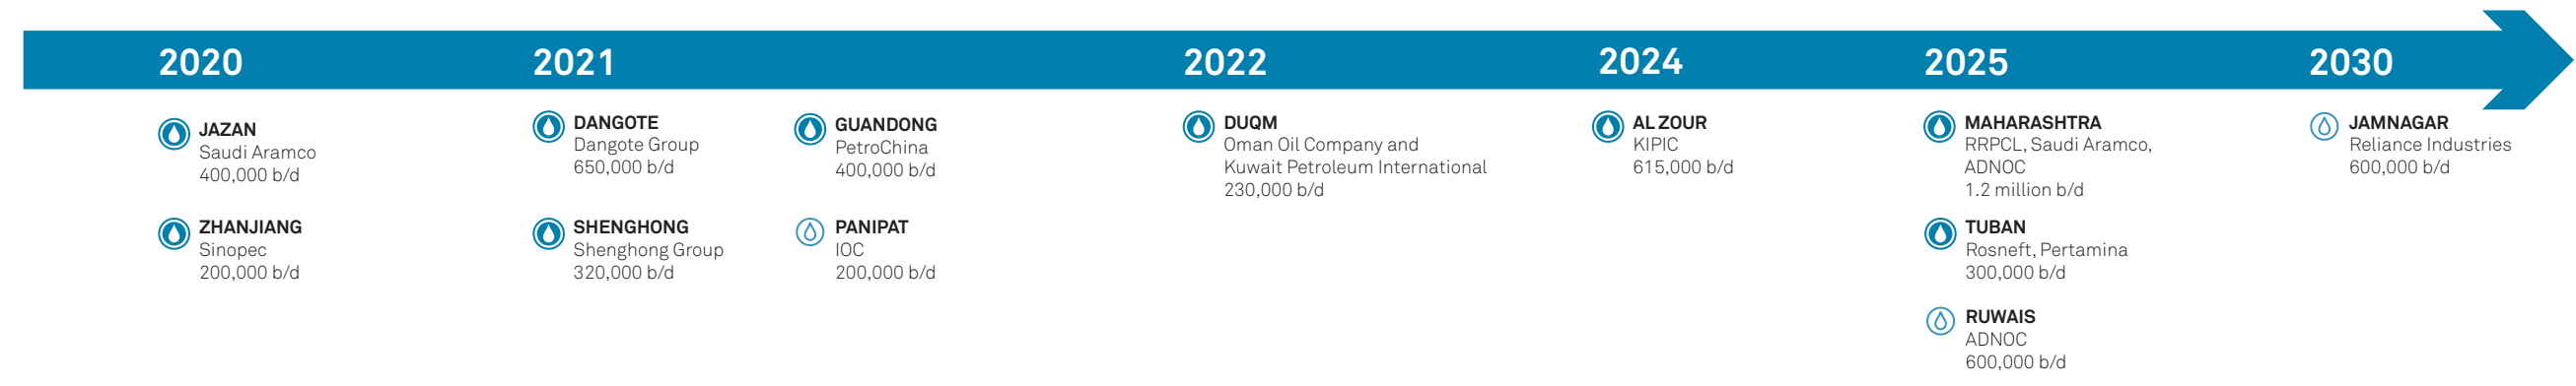 2020
2021
2022
2024
2025
2030
JAZAN
Saudi Aramco
400,000 b/d
ZHANJIANG
Sinopec
200,000 b/d
DANGOTE
Dangote Group
650,000 b/d
SHENGHONG
Shenghong Group
320,000 b/d
GUANDONG
PetroChina
400,000 b/d
PANIPAT
IOC
200,000 b/d
DUQM
Oman Oil Company and
Kuwait Petroleum International
230,000 b/d
AL ZOUR
KIPIC
615,000 b/d
MAHARASHTRA
RRPCL, Saudi Aramco,
ADNOC
1.2 million b/d
TUBAN
Rosneft, Pertamina
300,000 b/d
RUWAIS
ADNOC
600,000 b/d
JAMNAGAR
Reliance Industries
600,000 b/d